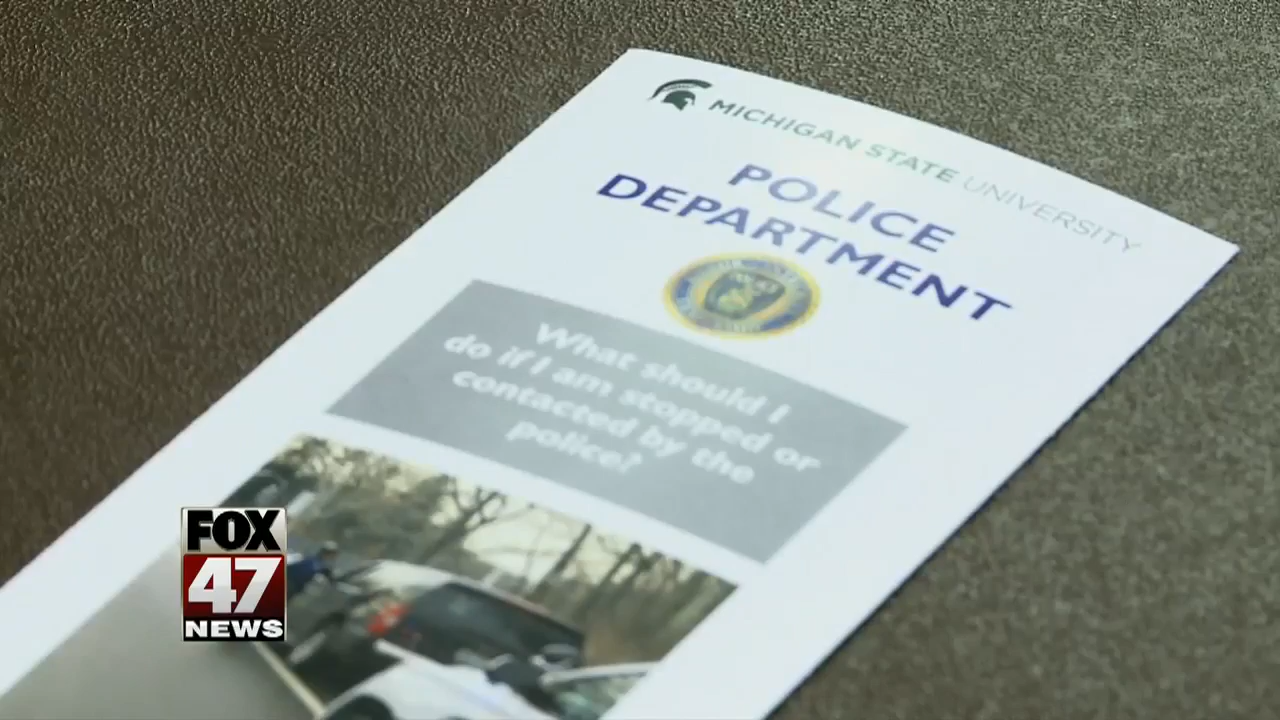 MICHIGAN STATE UNIVERSITY
POLICE
DEPARTMENT
What should I
do if I am stopped or
contacted by the
police?
FOX
47
NEWS